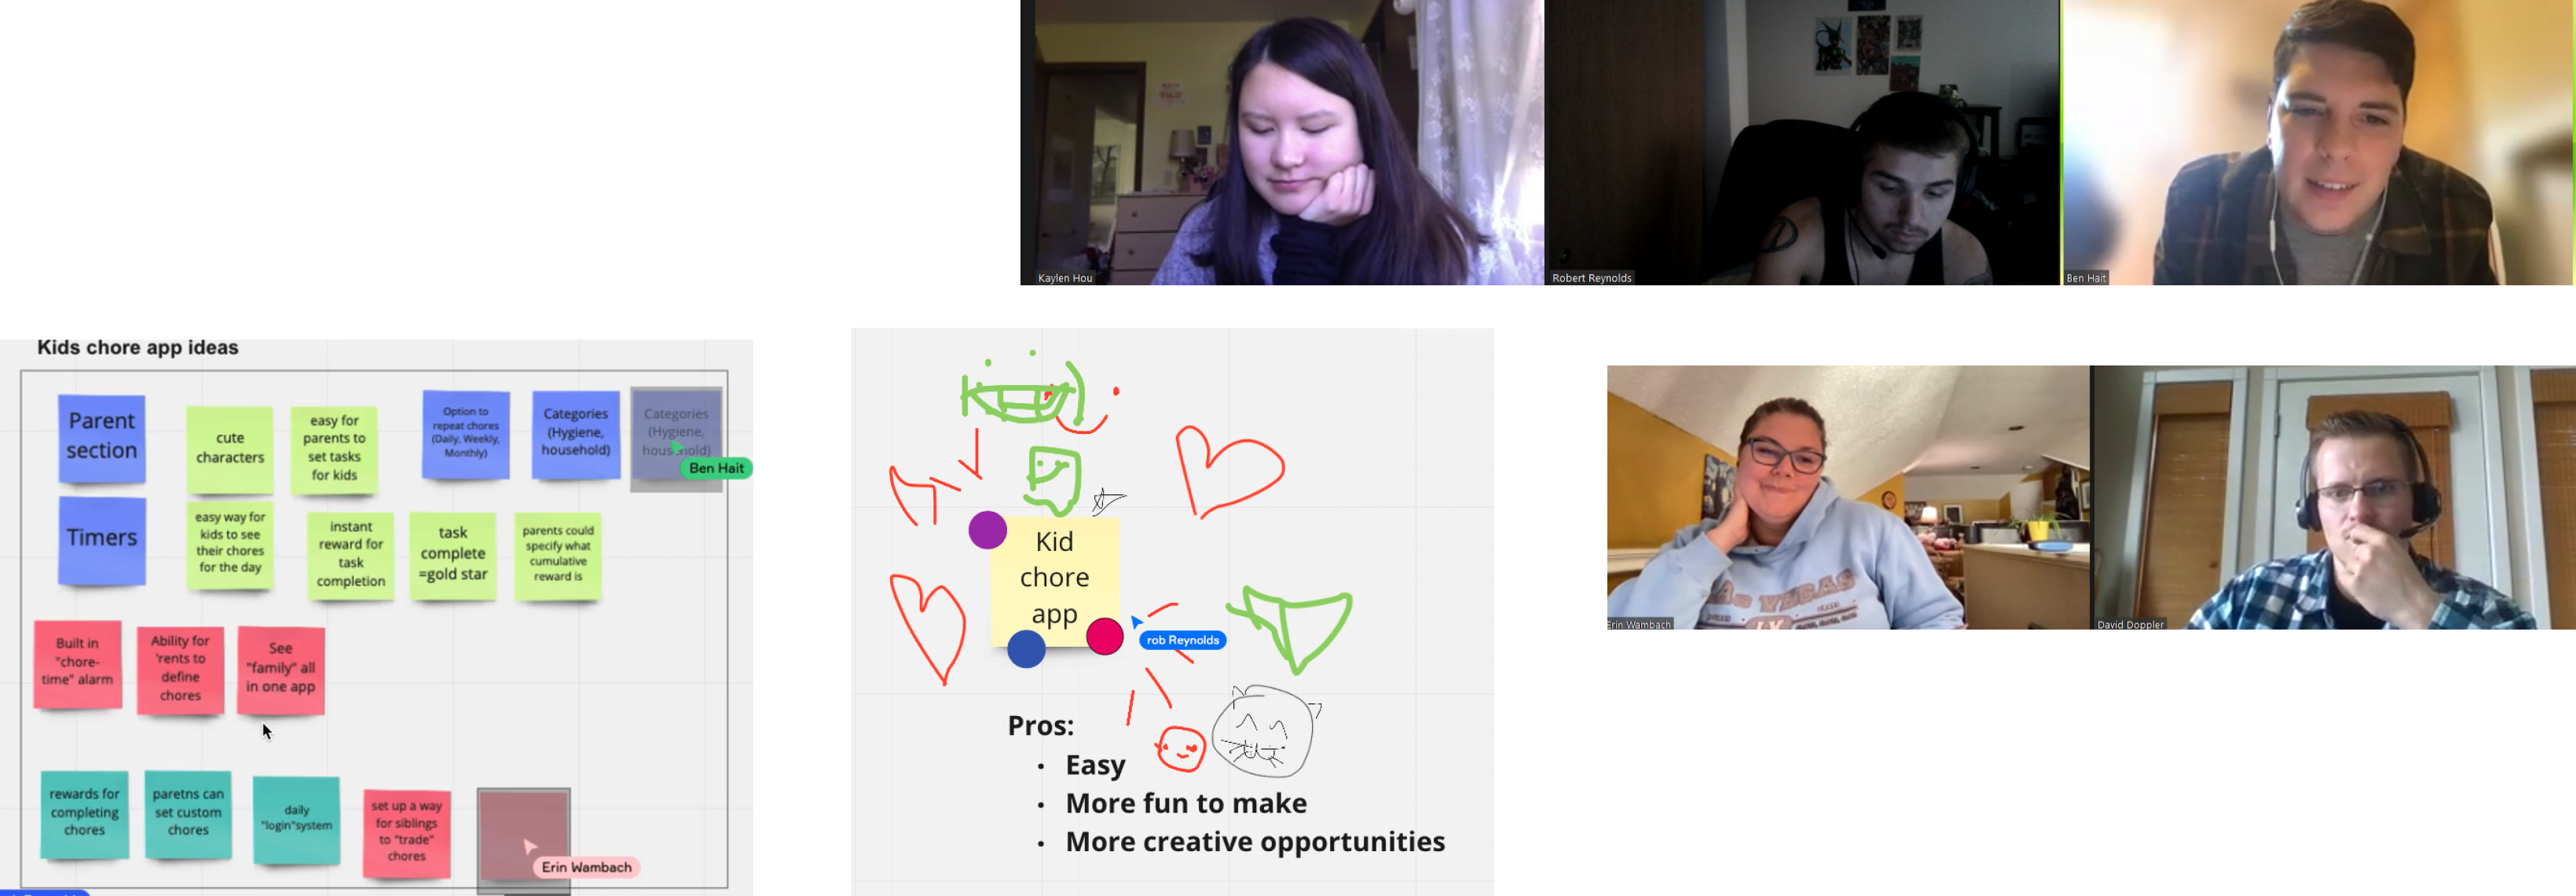 Kaylen Hou
Robert Reynolds
Ben Hait
Kids chore app ideas
Parent
section
cute
characters
easy for
parents to
set tasks
for kids
Option to
repeat chores
(Daily, Weekly,
Monthly)
Categories
(Hygiene,
household)
Categories
(Hygiene,
household)
Ben Hait
Timers
easy way for
kids to see
their chores
for the day
instant
reward for
task
completion
task
complete
=gold star
parents could
specify what
cumulative
reward is
Built in
"chore-
time" alarm
Ability for
'rents to
define
chores
See
"family" all
in one app
rewards for
completing
chores
paretns can
set custom
chores
daily
"login"system
set up a way
for siblings
to "trade"
chores
Erin Wambach
Kid
chore
app
rob Reynolds
Pros:
• Easy
• More fun to make
• More creative opportunities
Erin Wambach
David Doppler